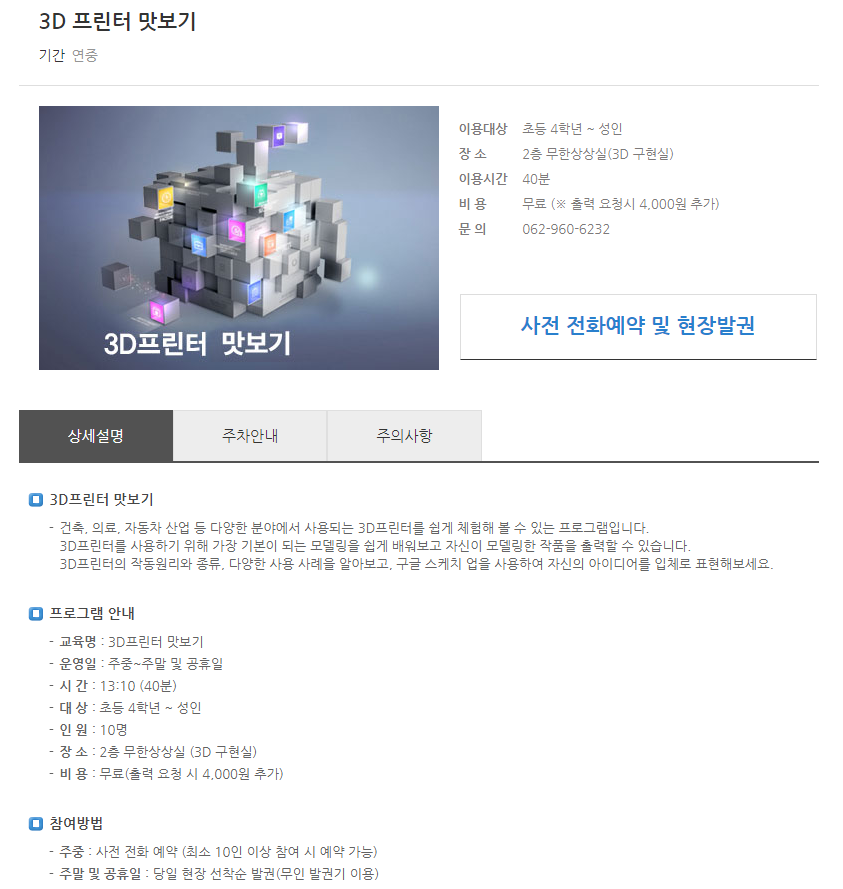 3D 프린터 맛보기
기간 연중
이용대상 초등 4학년 ~ 성인
장 소 2층 무한상상실(3D 구현실)
이용시간 40분
비 용 무료 (※ 출력 요청시 4,000원 추가)
문 의 062-960-6232
3D프린터 맛보기
사전 전화예약 및 현장발권
상세설명 주차안내 주의사항
3D프린터 맛보기
- 건축, 의료, 자동차 산업 등 다양한 분야에서 사용되는 3D프린터를 쉽게 체험해 볼 수 있는 프로그램입니다.
3D프린터를 사용하기 위해 가장 기본이 되는 모델링을 쉽게 배워보고 자신이 모델링한 작품을 출력할 수 있습니다.
3D프린터의 작동원리와 종류, 다양한 사용 사례를 알아보고, 구글 스케치 업을 사용하여 자신의 아이디어를 입체로 표현해보세요.
프로그램 안내
- 교육명 : 3D프린터 맛보기
- 운영일 : 주중~주말 및 공휴일
- 시 간 : 13:10 (40분)
- 대 상 : 초등 4학년 ~ 성인
- 인 원 : 10명
- 장 소 : 2층 무한상상실 (3D 구현실)
- 비 용 : 무료(출력 요청 시 4,000원 추가)
참여방법
- 주중 : 사전 전화 예약 (최소 10인 이상 참여 시 예약 가능)
- 주말 및 공휴일 : 당일 현장 선착순 발권(무인 발권기 이용)